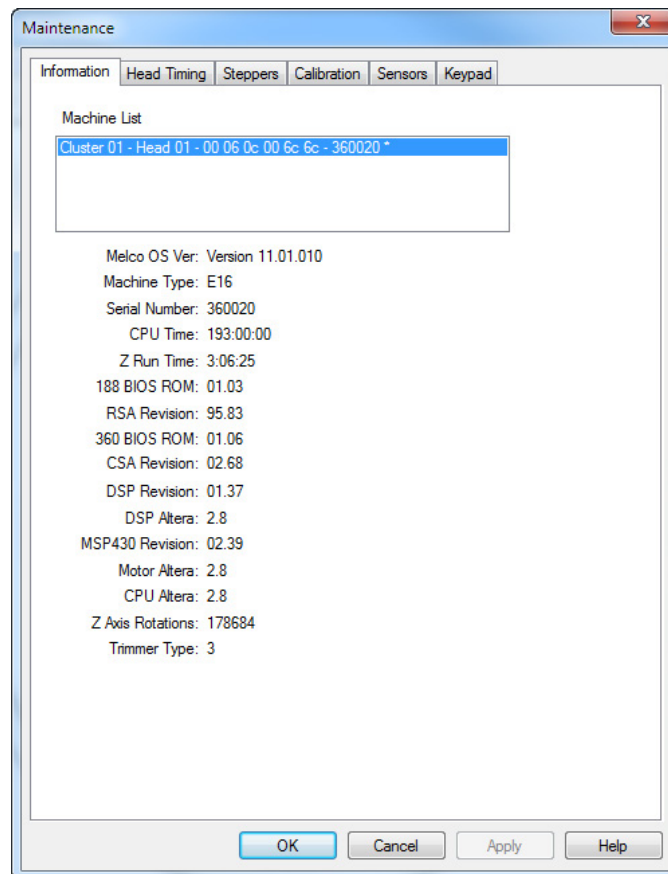 Maintenance
x
Information Head Timing Steppers Calibration Sensors Keypad
Machine List
Cluster 01 - Head 01 - 00 06 0c 00 6c 6c - 360020 *
Melco OS Ver: Version 11.01.010
Machine Type: E16
Serial Number: 360020
CPU Time: 193:00:00
Z Run Time: 3:06:25
188 BIOS ROM: 01.03
RSA Revision: 95.83
360 BIOS ROM: 01.06
CSA Revision: 02.68
DSP Revision: 01.37
DSP Altera: 2.8
MSP430 Revision: 02.39
Motor Altera: 2.8
CPU Altera: 2.8
Z Axis Rotations: 178684
Trimmer Type: 3
OK Cancel Apply Help